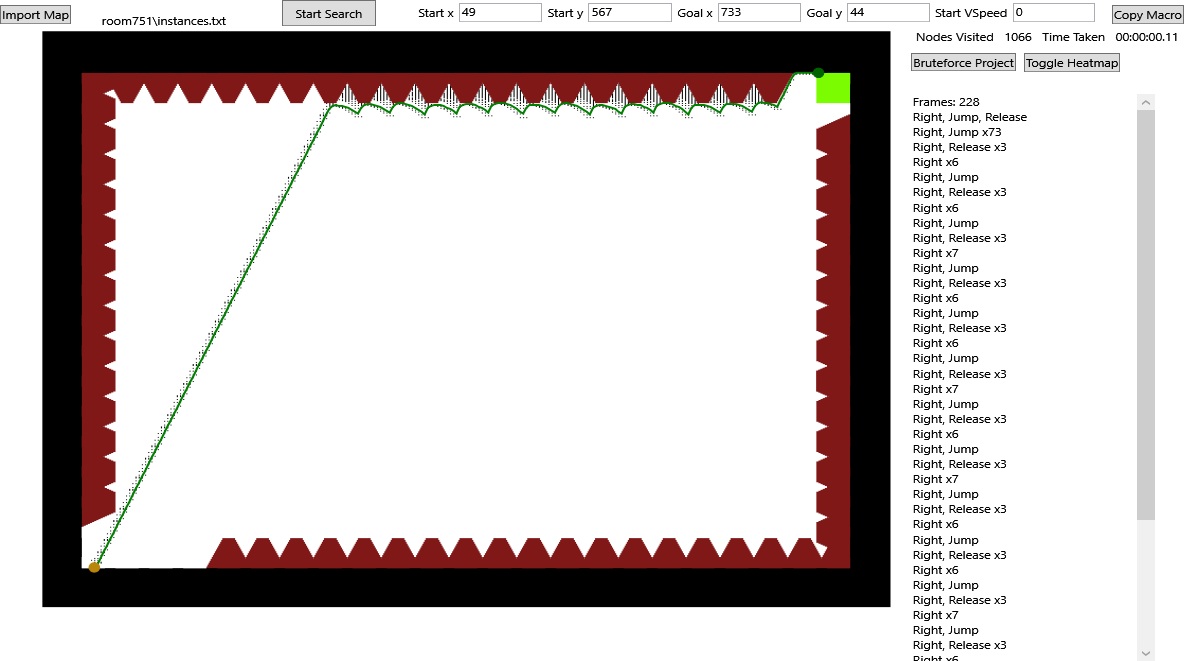 Import Map
room751\instances.txt
Start Search
Start x 49 Start y 567 Goal x 733 Goal y 44 Start VSpeed 0
Copy Macro
Nodes Visited 1066 Time Taken 00:00:00.11
Bruteforce Project Toggle Heatmap
Frames: 228
Right, Jump, Release
Right, Jump x73
Right, Release x3
Right x6
Right, Jump
Right, Release x3
Right x6
Right, Jump
Right, Release x3
Right x7
Right, Jump
Right, Release x3
Right x6
Right, Jump
Right, Release x3
Right x6
Right, Jump
Right, Release x3
Right x7
Right, Jump
Right, Release x3
Right x6
Right, Jump
Right, Release x3
Right x7
Right, Jump
Right, Release x3
Right x6
Right, Jump
Right, Release x3
Right x6
Right, Jump
Right, Release x3
Right x7
Right, Jump
Right, Release x3
Right x6